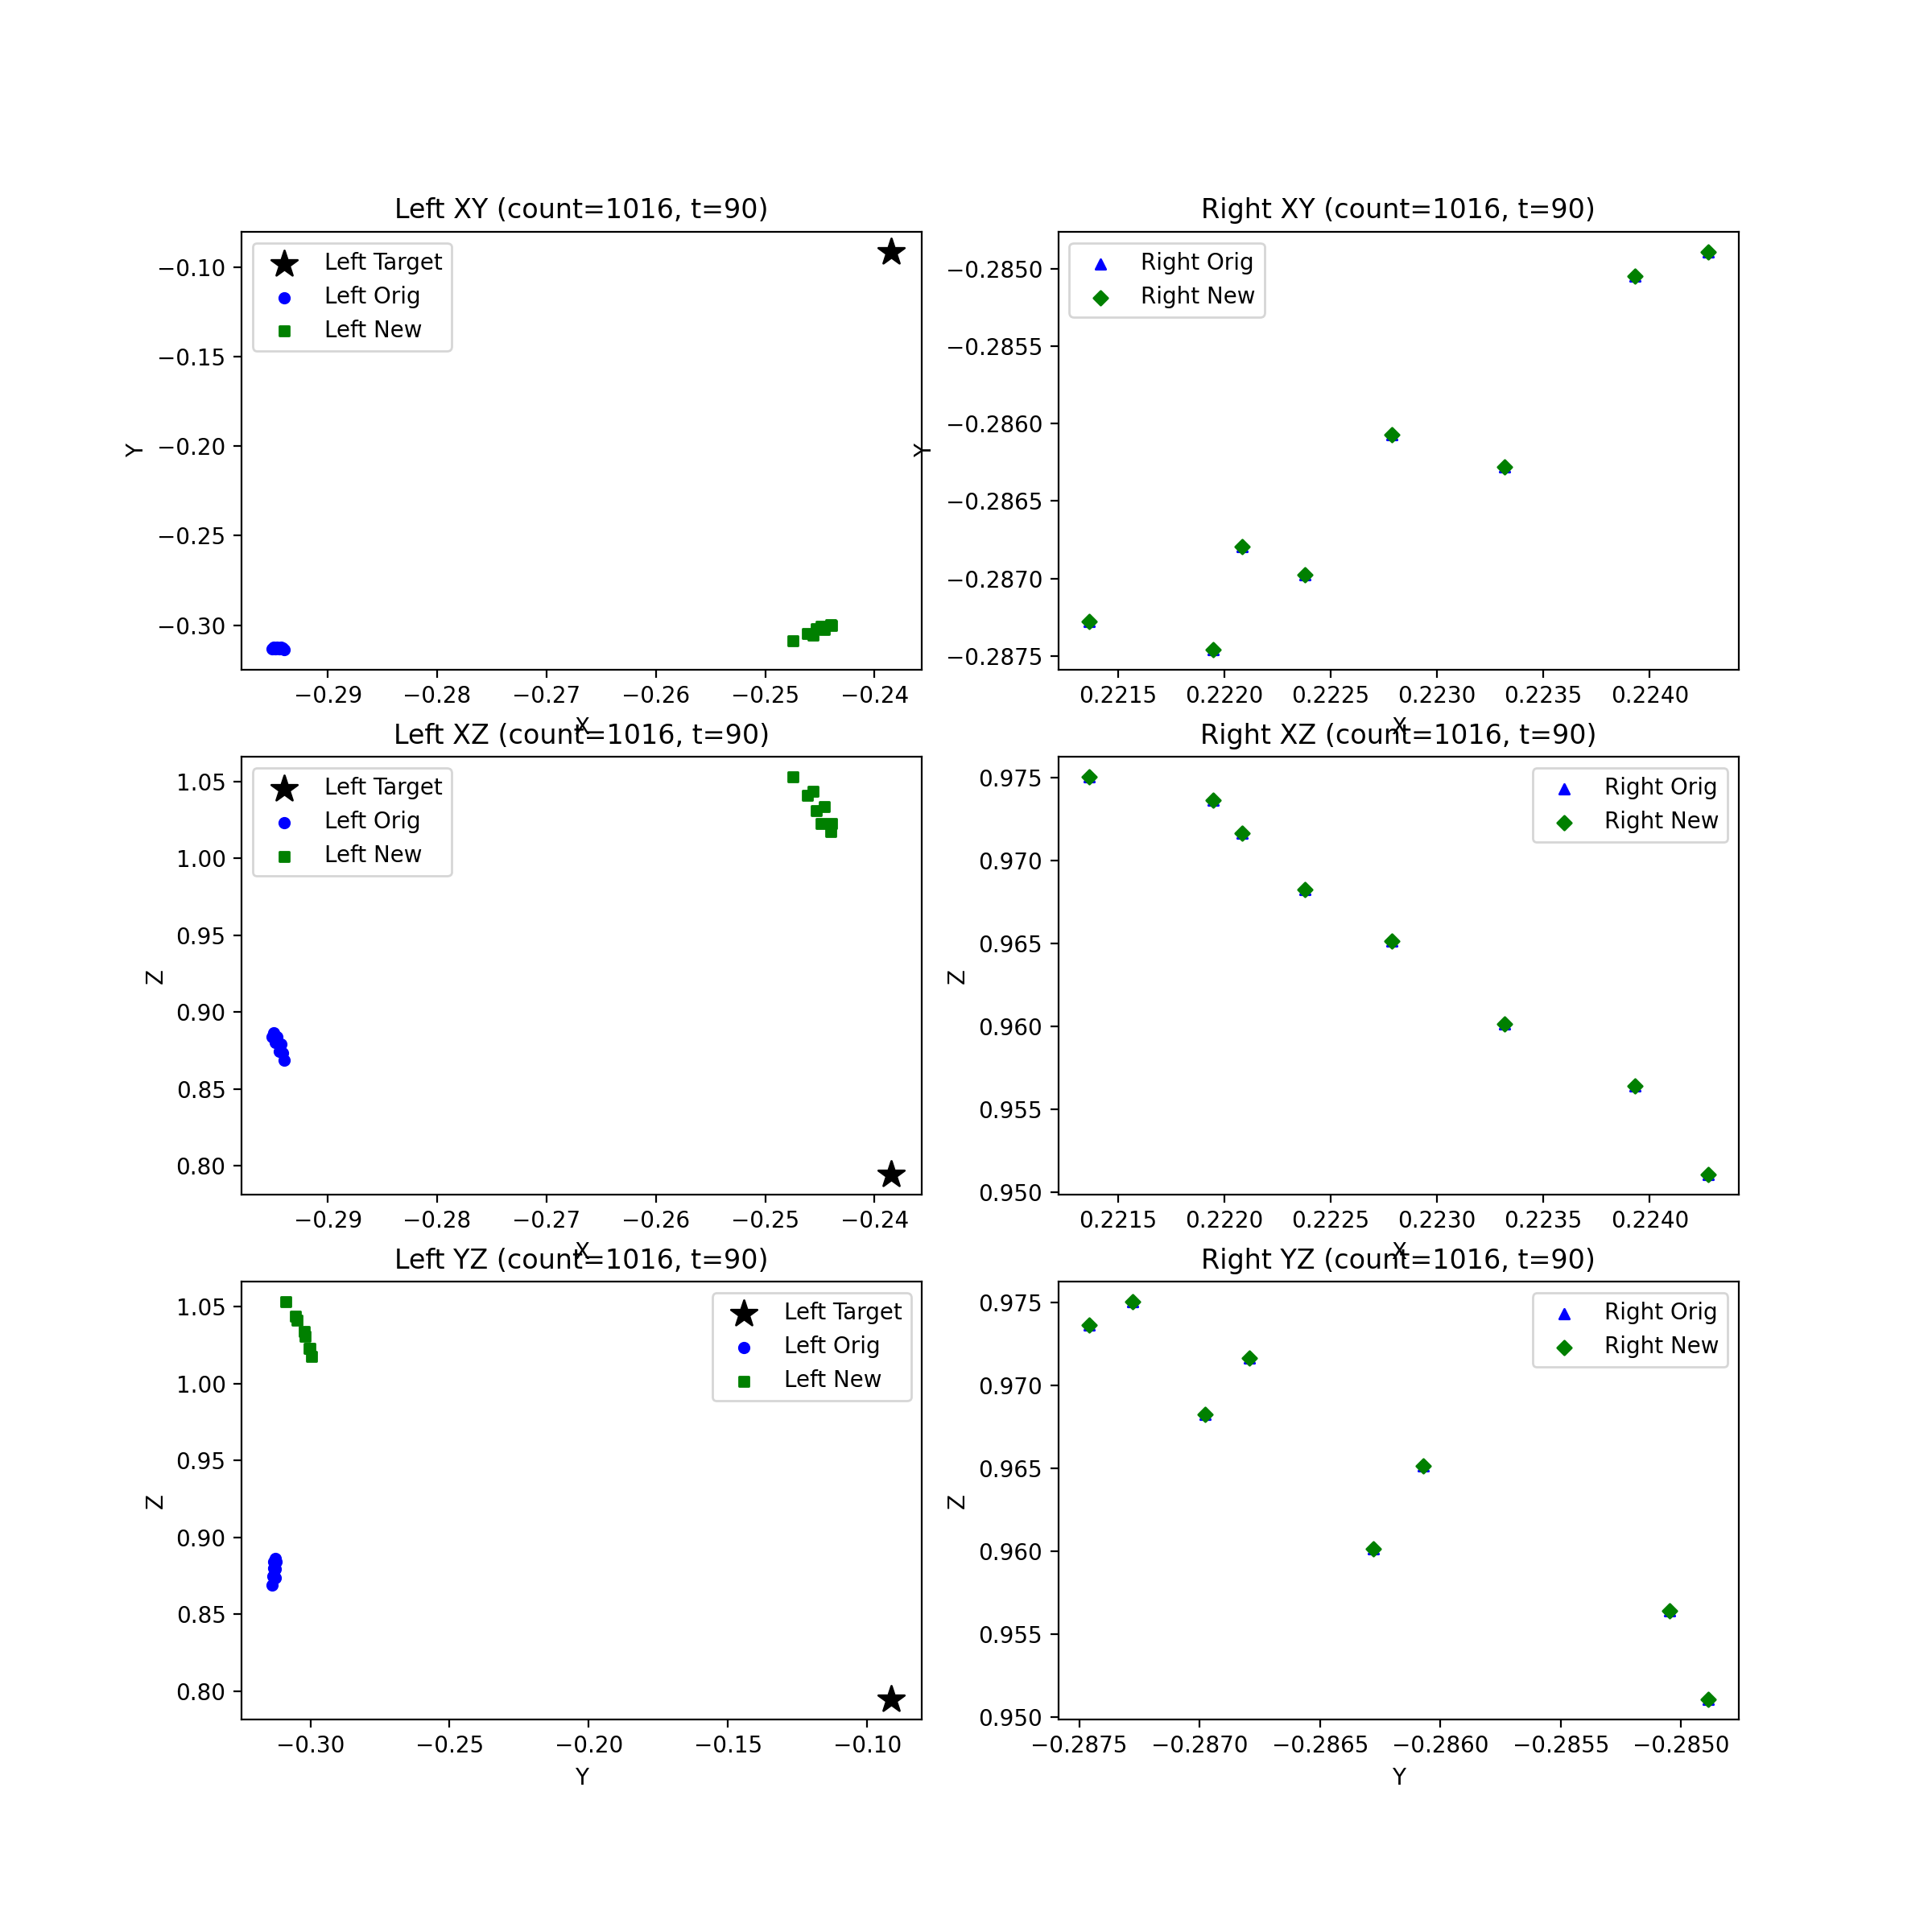 Left XY (count=1016, t=90)
Left Target
Left Orig
Left New
Y
−0.10
−0.15
−0.20
−0.25
−0.30
−0.29
−0.28
−0.27
−0.26
−0.25
−0.24
X
Right XY (count=1016, t=90)
Right Orig
Right New
Y
−0.2850
−0.2855
−0.2860
−0.2865
−0.2870
−0.2875
0.2215
0.2220
0.2225
0.2230
0.2235
0.2240
X
Left XZ (count=1016, t=90)
Left Target
Left Orig
Left New
Z
1.05
1.00
0.95
0.90
0.85
0.80
−0.29
−0.28
−0.27
−0.26
−0.25
−0.24
X
Right XZ (count=1016, t=90)
Right Orig
Right New
Z
0.975
0.970
0.965
0.960
0.955
0.950
0.2215
0.2220
0.2225
0.2230
0.2235
0.2240
X
Left YZ (count=1016, t=90)
Left Target
Left Orig
Left New
Z
1.05
1.00
0.95
0.90
0.85
0.80
−0.30
−0.25
−0.20
−0.15
−0.10
Y
Right YZ (count=1016, t=90)
Right Orig
Right New
Z
0.975
0.970
0.965
0.960
0.955
0.950
−0.2875
−0.2870
−0.2865
−0.2860
−0.2855
−0.2850
Y